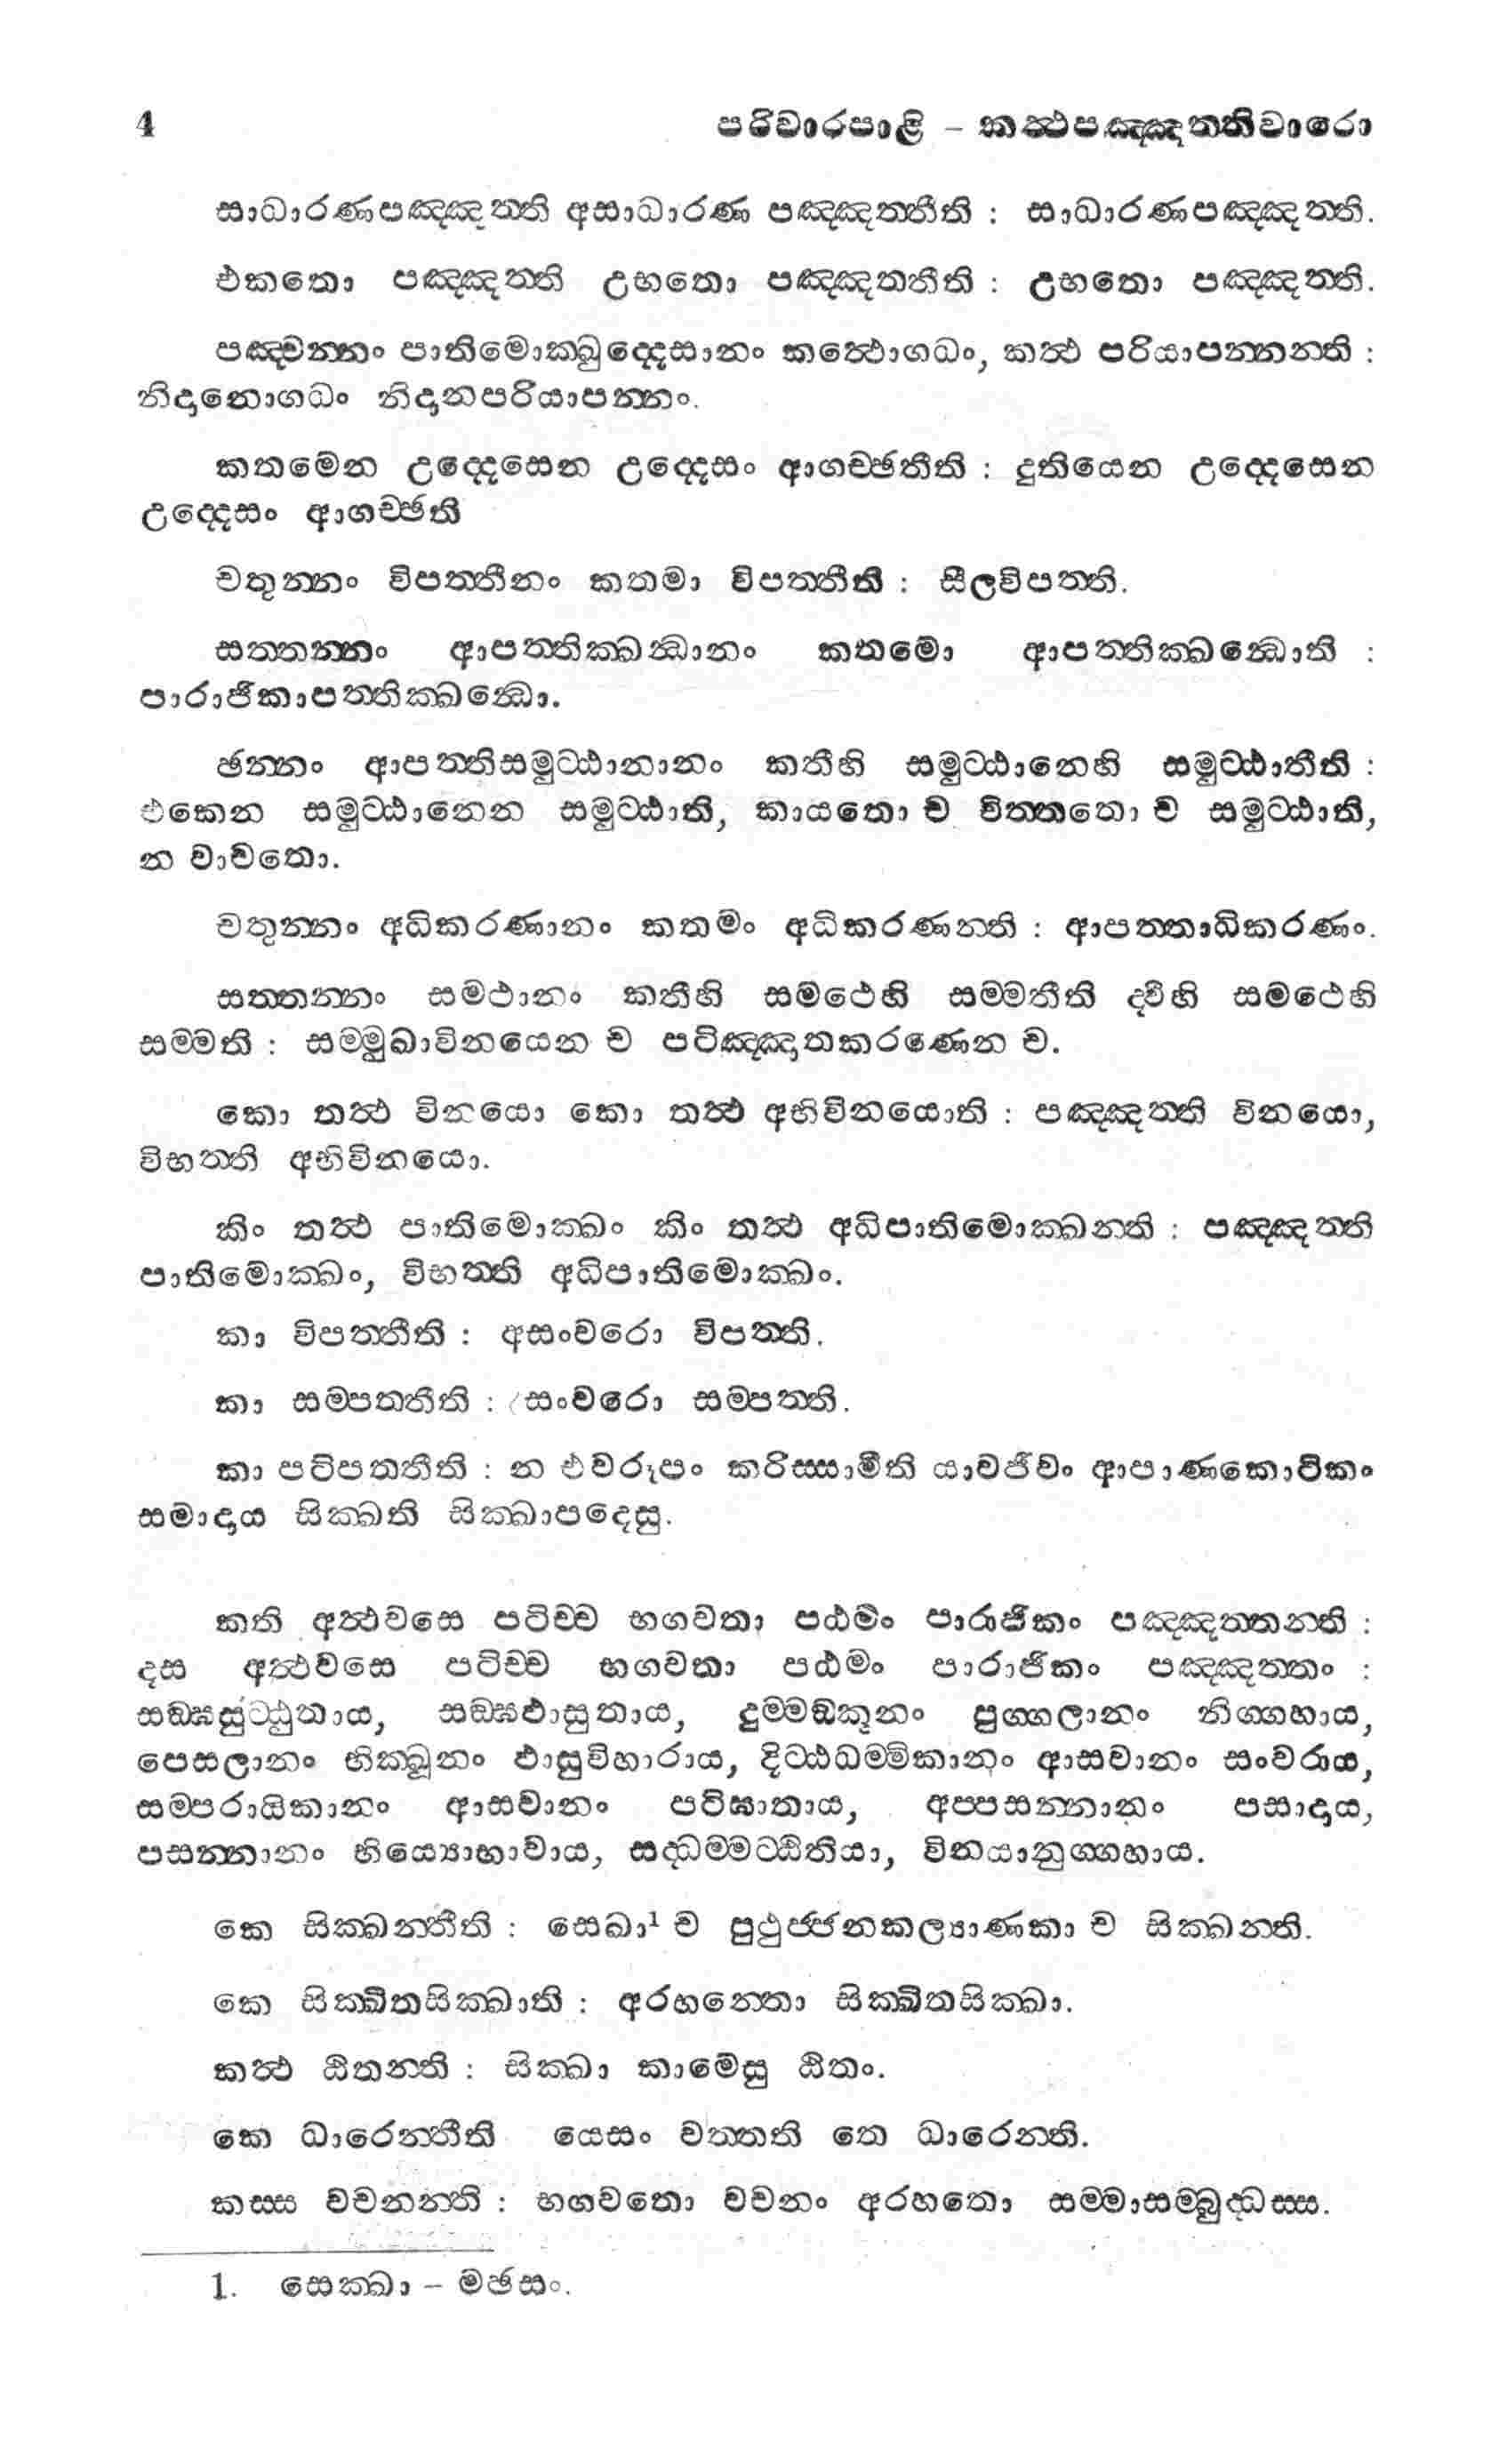 4 පරිවාරපාළි – කත්ථපඤ්ඤත්තිවාරො
සාධාරණපඤ්ඤත්ති අසාධාරණ පඤ්ඤත්තීති : සාධාරණපඤ්ඤත්ති.
එකතො පඤ්ඤත්ති උභතො පඤ්ඤත්තීති : උභතො පඤ්ඤත්ති.
පඤ්චන්නං පාතිමොක්ඛුද්දෙසානං කත්ථොගධං, කත්ථ පරියාපන්නන්ති :
නිදානොගධං නිදානපරියාපන්නං.
කතමෙන උද්දෙසෙන උද්දෙසං ආගච්ඡතීති : දුතියෙන උද්දෙසෙන
උද්දෙසං ආගච්ඡති
චතූන්නං විපත්තීනං කතමා විපත්තීති : සීලවිපත්ති.
සත්තන්නං ආපත්තික්ඛන්ධානං කතමො ආපත්තික්ඛන්ධොති :
පාරාජිකාපත්තික්ඛන්ධො.
ඡන්නං ආපත්තිසමුට්ඨානානං කතීහි සමුට්ඨානෙහි සමුට්ඨාතීති :
එකෙන සමුට්ඨානෙන සමුට්ඨාති, කායතො ච චිත්තතො ච සමුට්ඨාති,
න වාචතො.
චතුන්නං අධිකරණානං කතමං අධිකරණන්ති : ආපත්තාධිකරණං.
සත්තන්නං සමථානං කතීහි සමථෙහි සම්මතීති ද්වීහි සමථෙහි
සම්මති : සම්මුඛාවිනයෙන ච පටිඤ්ඤාතකරණෙන ච.
කො තත්ථ විනයො කො තත්ථ අභිවිනයොති : පඤ්ඤත්ති විනයො,
විභත්ති අභිවිනයො.
කිං තත්ථ පාතිමොක්ඛං කිං තත්ථ අධිපාතිමොක්ඛන්ති : පඤ්ඤත්ති
පාතිමොක්ඛං, විභත්ති අධිපාතිමොක්ඛං.
කා විපත්තීති : අසංවරො විපත්ති.
කා සම්පත්තීති : සංවරො සම්පත්ති.
කා පටිපත්තීති : න එවරූපං කරිස්සාමීති යාවජීවං ආපාණකොටිකං
සමාදාය සික්ඛති සික්ඛාපදෙසු.
කති අත්ථවසෙ පටිච්ච භගවතා පඨමං පාරාජිකං පඤ්ඤත්තන්ති :
දස අත්ථවසෙ පටිච්ච භගවතා පඨමං පාරාජිකං පඤ්ඤත්තං :
සඞ්ඝසුට්ඨුතාය, සඞ්ඝඵාසුතාය, දුම්මඞ්කූනං පුග්ගලානං නිග්ගහාය,
පෙසලානං භික්ඛූනං ඵාසුවිහාරාය, දිට්ඨධම්මිකානං ආසවානං සංවරාය,
සම්පරායිකානං ආසවානං පටිඝාතාය, අප්පසන්නානං පසාදාය,
පසන්නානං භිය්‍යොභාවාය, සද්ධම්මට්ඨිතියා, විනයානුග්ගහාය.
කෙ සික්ඛන්තීති : සෙඛා¹ ච පුථුජ්ජනකල්‍යාණකා ච සික්ඛන්ති.
කෙ සික්ඛිතසික්ඛාති : අරහන්තො සික්ඛිතසික්ඛා.
කත්ථ ඨිතන්ති : සික්ඛා කාමෙසු ඨිතං.
කෙ ධාරෙන්තීති යෙසං වත්තති තෙ ධාරෙන්ති.
කස්ස වචනන්ති : භගවතො වචනං අරහතො සම්මාසම්බුද්ධස්ස.
1. සෙක්ඛා – මඡසං.